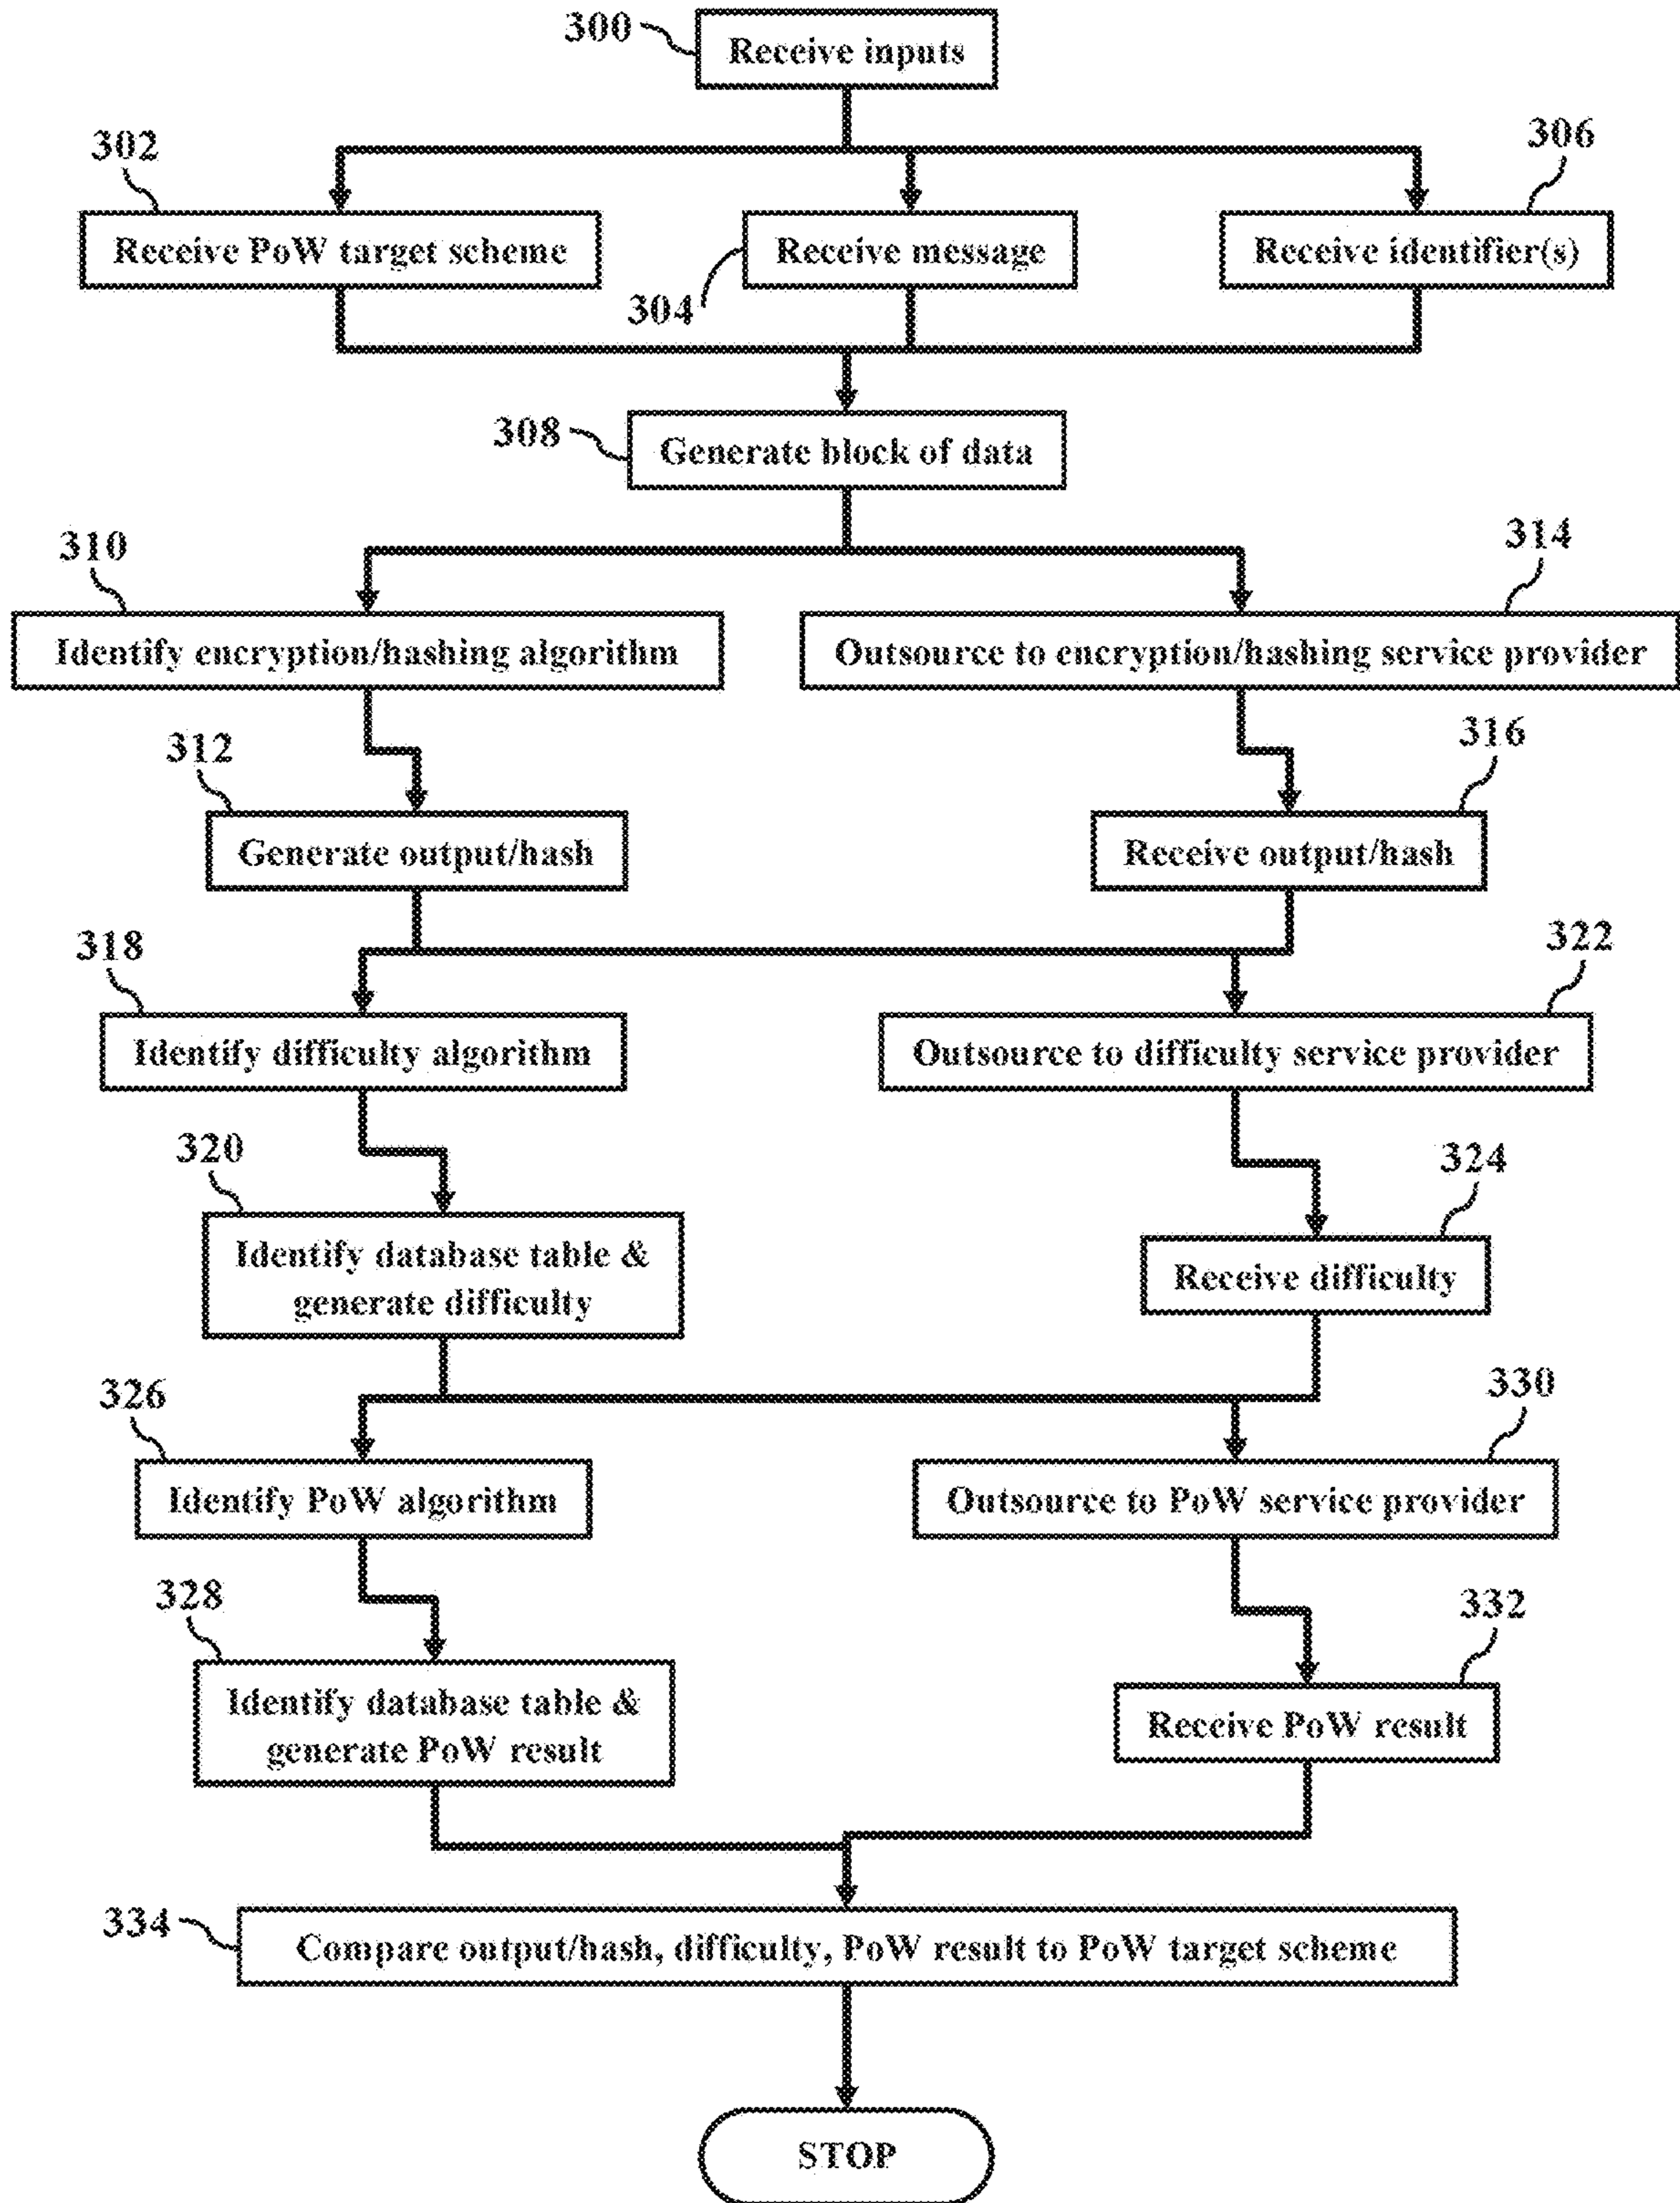 300
Receive inputs
302
306
Receive PoW target scheme
Receive message
Receive identifier(s)
304
308
Generate block of data
310
314
Identify encryption/hashing algorithm
Outsource to encryption/hashing service provider
312
316
Generate output/hash
Receive output/hash
318
322
Identify difficulty algorithm
Outsource to difficulty service provider
320
324
Identify database table &
generate difficulty
Receive difficulty
326
330
Identify PoW algorithm
Outsource to PoW service provider
328
332
Identify database table &
generate PoW result
Receive PoW result
334
Compare output/hash, difficulty, PoW result to PoW target scheme
STOP